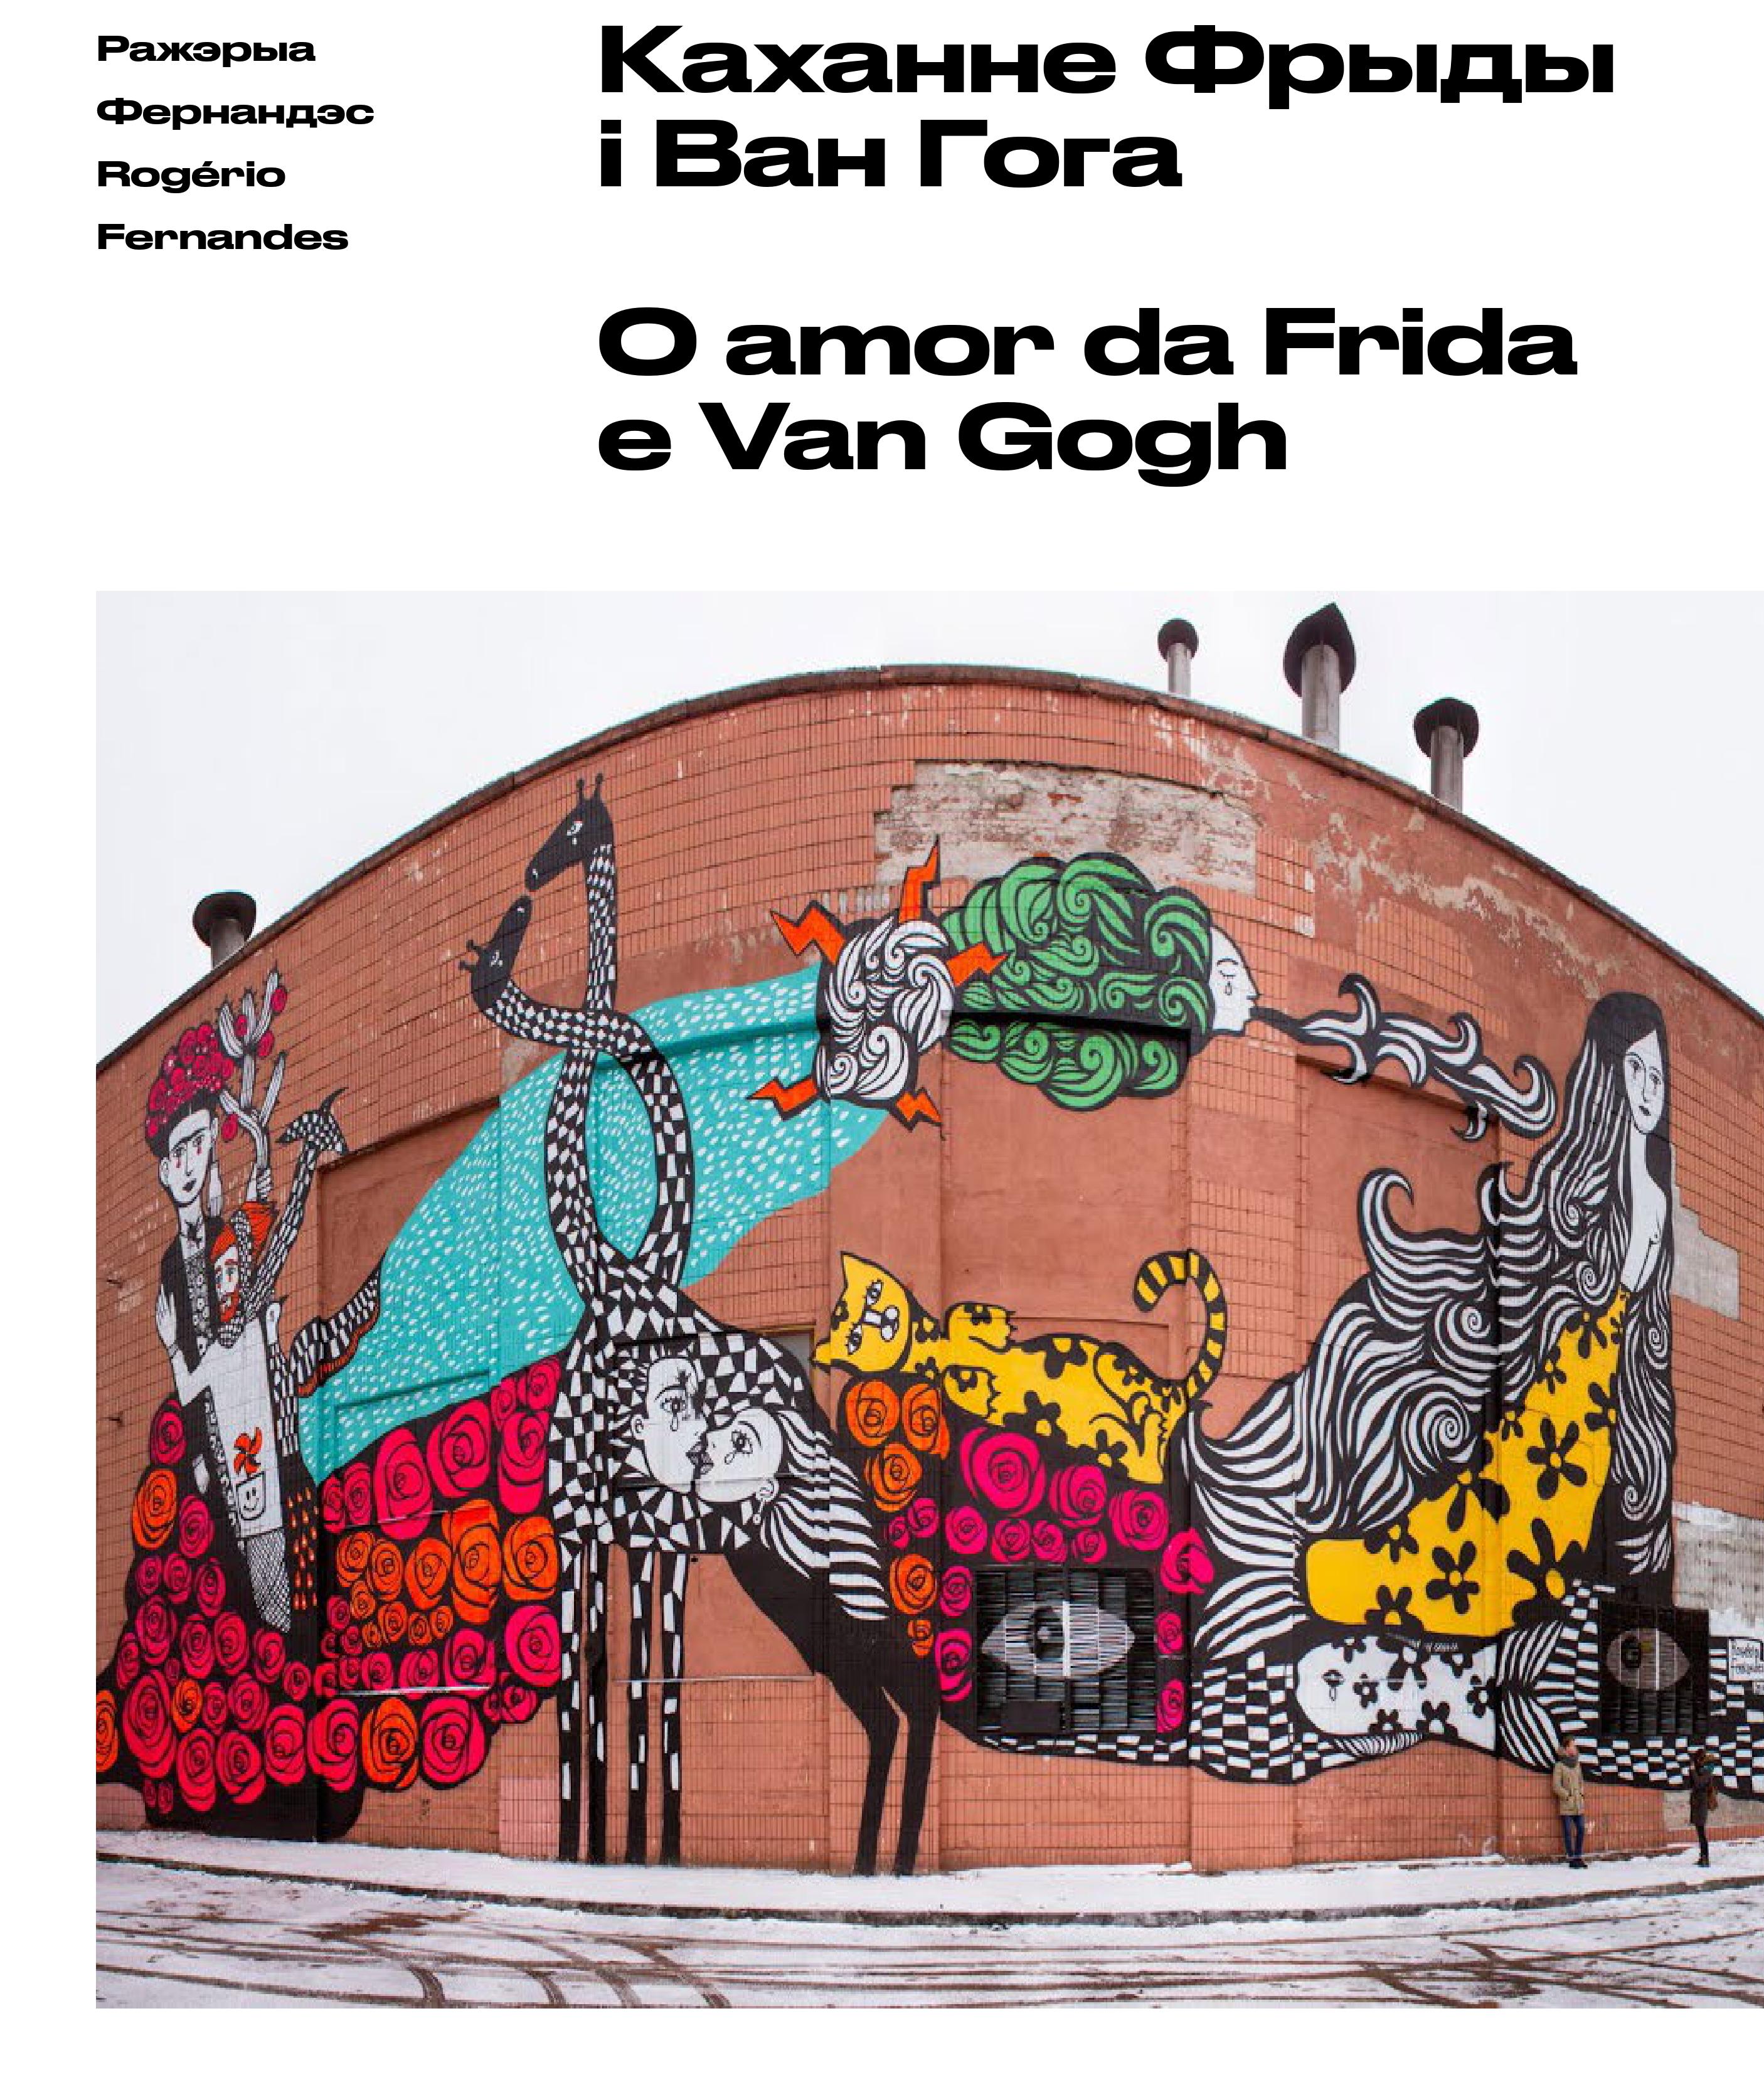 Ражэрыа
Фернандэс
Rogério
Fernandes
Каханне Фрыды
і Ван Гога
O amor da Frida
e Van Gogh